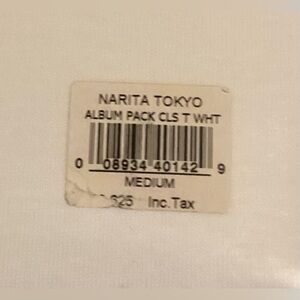 NARITA TOKYO
ALBUM PACK CLS T WHT
0 08934 40142 9
MEDIUM
625 Inc. Tax